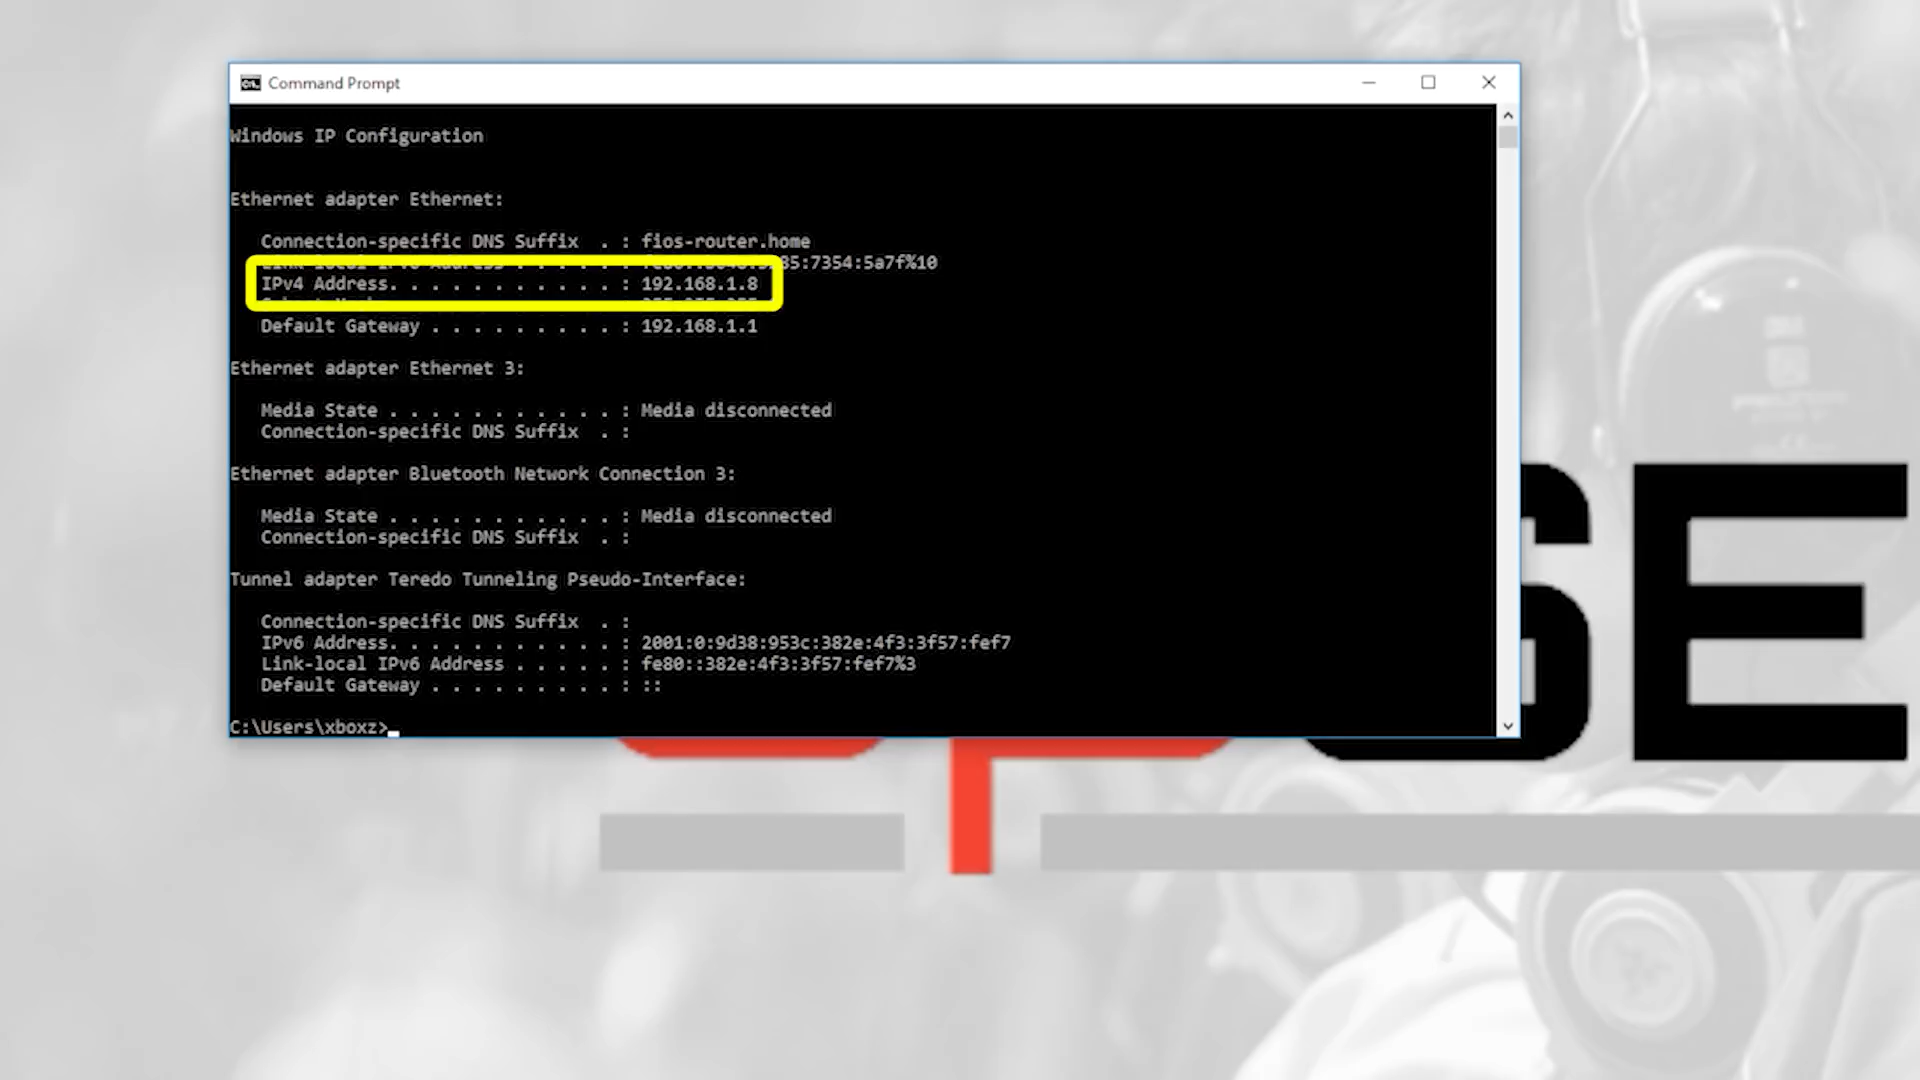 Command Prompt
Windows IP Configuration
Ethernet adapter Ethernet:
Connection-specific DNS Suffix . : fios-router.home
Link-local IPv6 Address . . . . . : :7354:5a7f%10
IPv4 Address. . . . . . . . . . . : 192.168.1.8
Default Gateway . . . . . . . . . : 192.168.1.1
Ethernet adapter Ethernet 3:
Media State . . . . . . . . . . . : Media disconnected
Connection-specific DNS Suffix . :
Ethernet adapter Bluetooth Network Connection 3:
Media State . . . . . . . . . . . : Media disconnected
Connection-specific DNS Suffix . :
Tunnel adapter Teredo Tunneling Pseudo-Interface:
Connection-specific DNS Suffix . :
IPv6 Address. . . . . . . . . . . : 2001:0:9d38:953c:382e:4f3:3f57:fef7
Link-local IPv6 Address . . . . . : fe80::382e:4f3:3f57:fef7%3
Default Gateway . . . . . . . . . : ::
C:\Users\xboxz>
SE